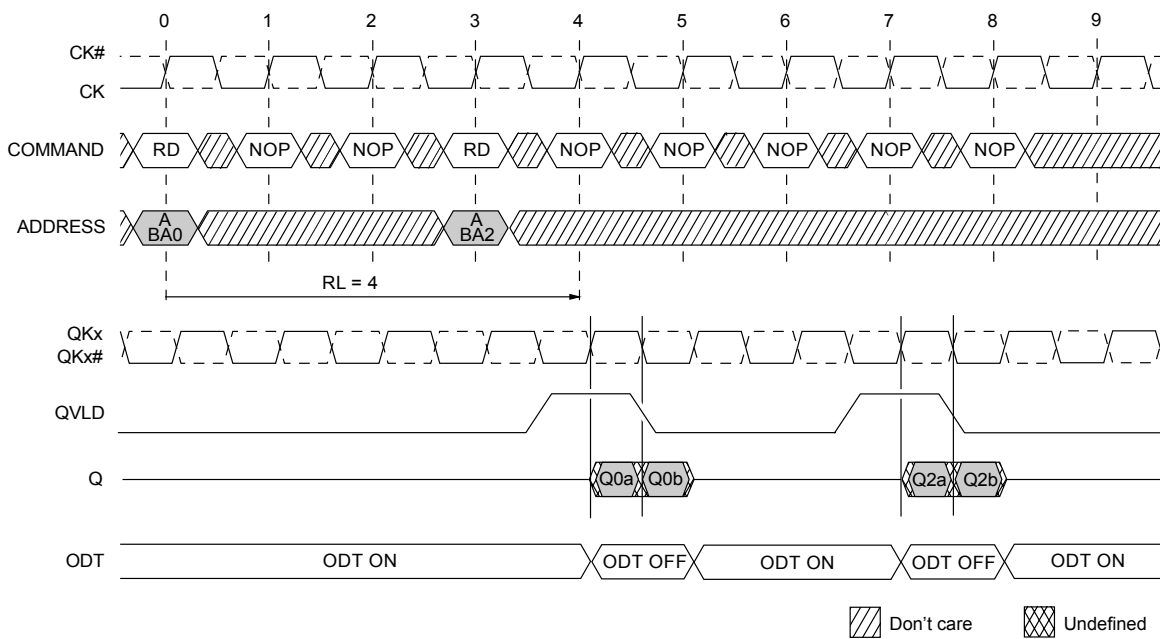 0 1 2 3 4 5 6 7 8 9
CK#
CK
COMMAND RD NOP NOP RD NOP NOP NOP NOP NOP
ADDRESS A BA0 A BA2
RL = 4
QKx
QKx#
QVLD
Q Q0a Q0b Q2a Q2b
ODT ODT ON ODT OFF ODT ON ODT OFF ODT ON
Don't care Undefined